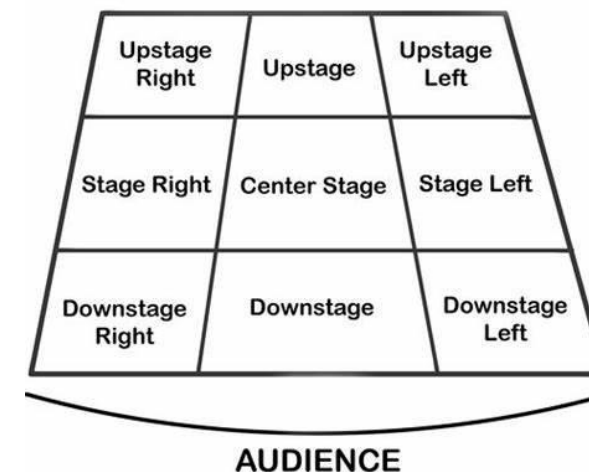 Upstage
Right
Upstage
Upstage
Left
Stage Right
Center Stage
Stage Left
Downstage
Right
Downstage
Downstage
Left
AUDIENCE